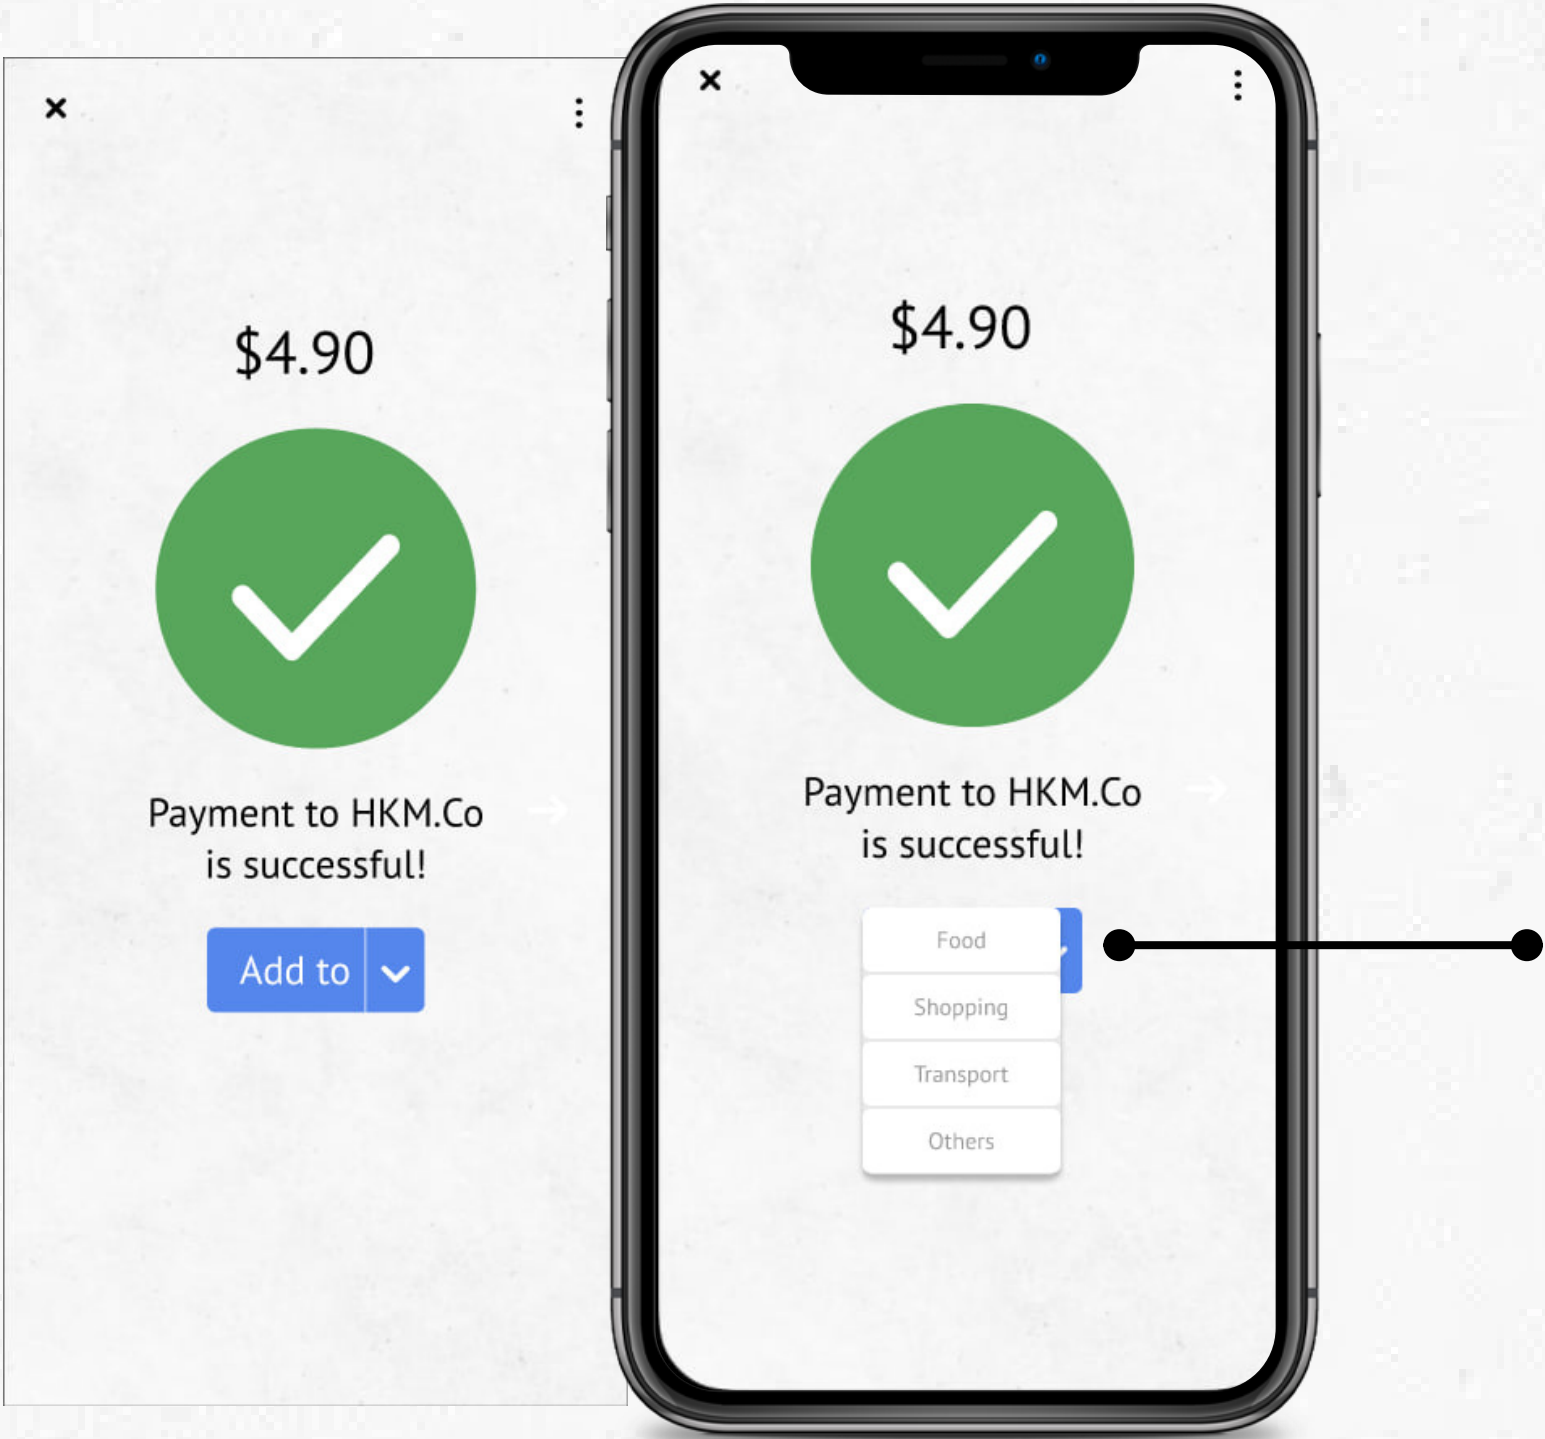 $4.90
Payment to HKM.Co
is successful!
Add to
$4.90
Payment to HKM.Co
is successful!
Food
Shopping
Transport
Others